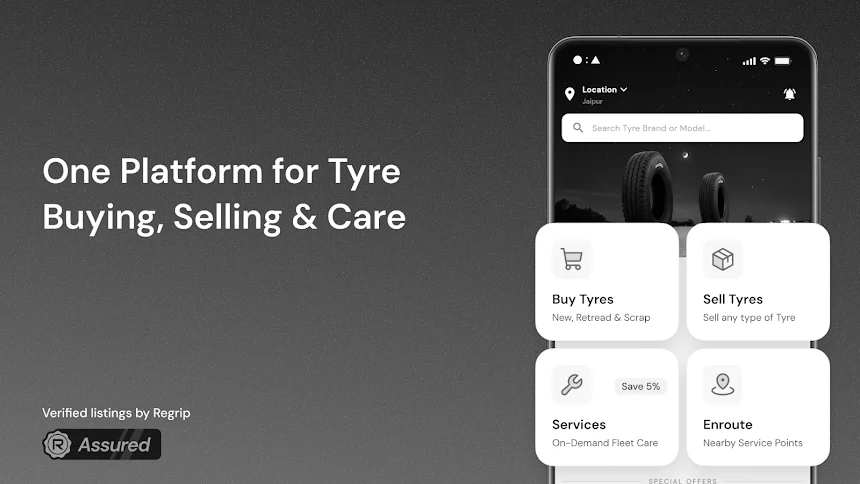 One Platform for Tyre
Buying, Selling & Care
Verified listings by Regrip
R Assured
Location
Jaipur
Search Tyre Brand or Model...
Buy Tyres
New, Retread & Scrap
Sell Tyres
Sell any type of Tyre
Save 5%
Services
On-Demand Fleet Care
Enroute
Nearby Service Points
SPECIAL OFFERS